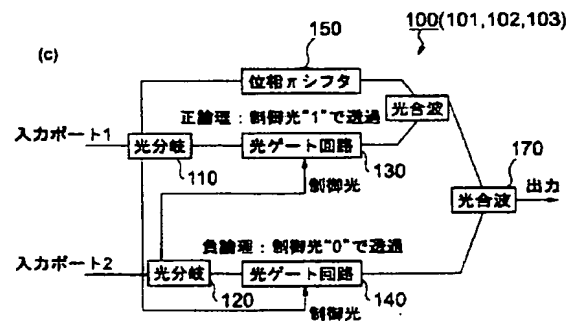 100(101,102,103)
150
(c)
位相πシフタ
光合波
正論理:制御光"1"で透過
入力ポート1
光分岐
光ゲート回路
110
130
制御光
170
光合波
出力
負論理:制御光"0"で透過
入力ポート2
光分岐
光ゲート回路
120
140
制御光